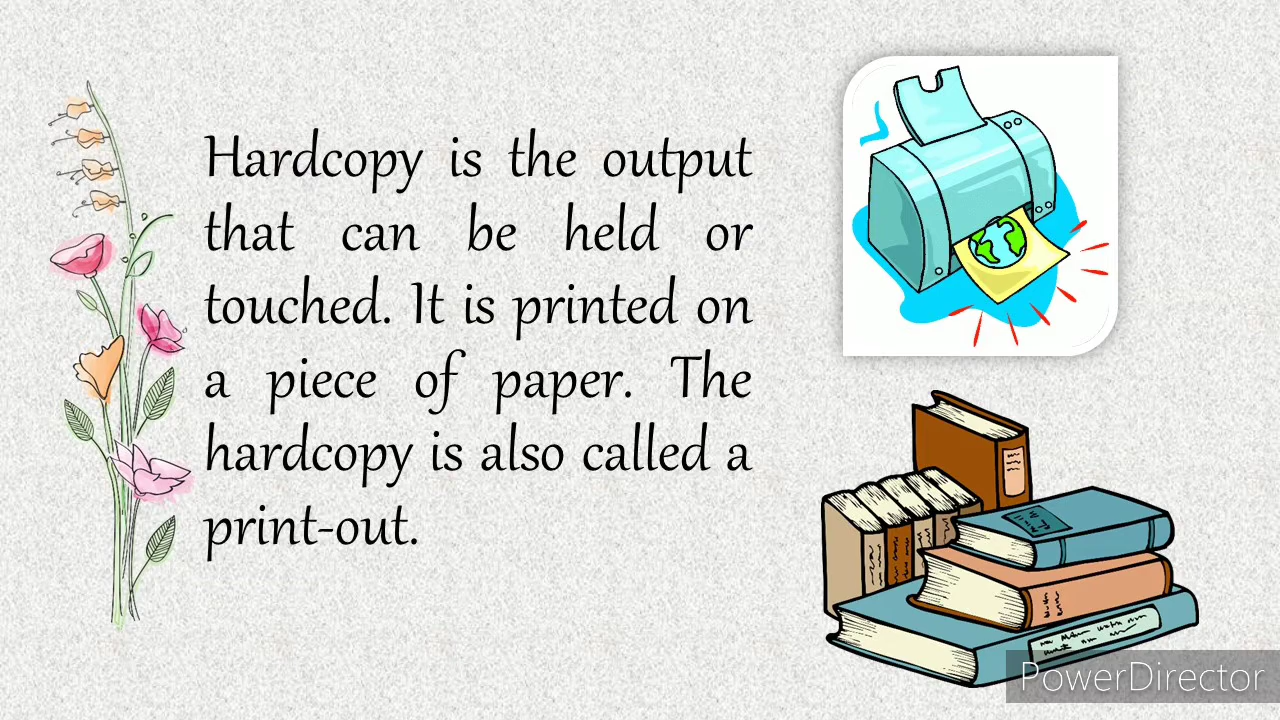 Hardcopy is the output
that can be held or
touched. It is printed on
a piece of paper. The
hardcopy is also called a
print-out.
PowerDirector